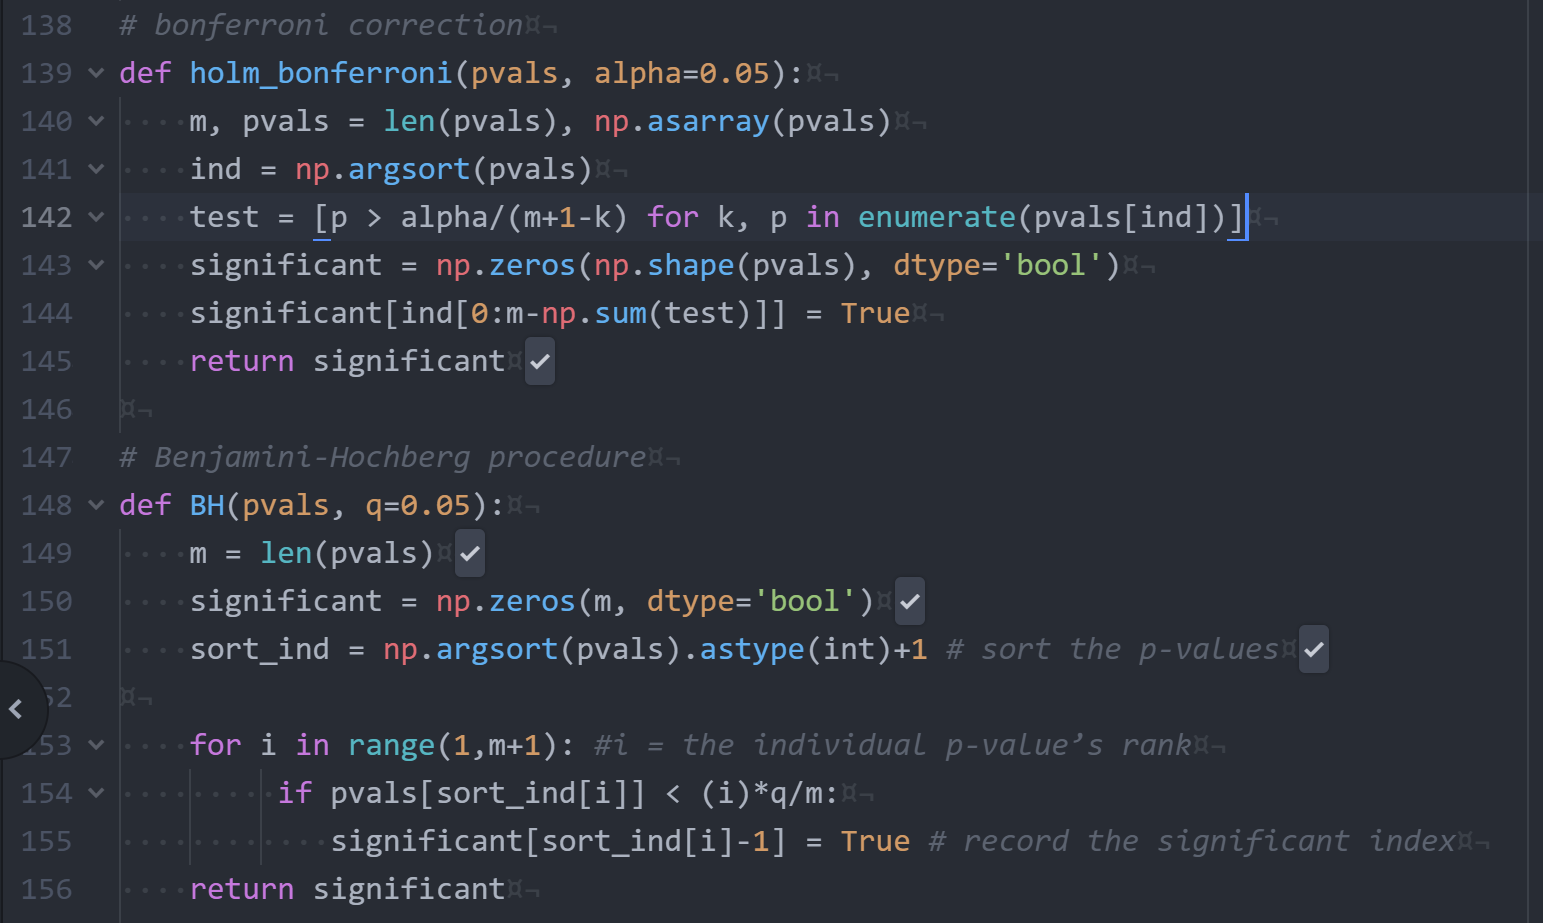 138 # bonferroni correction¤¬
139 def holm_bonferroni(pvals, alpha=0.05):¤¬
140 ····m, pvals = len(pvals), np.asarray(pvals)¤¬
141 ····ind = np.argsort(pvals)¤¬
142 ····test = [p > alpha/(m+1-k) for k, p in enumerate(pvals[ind])]¤¬
143 ····significant = np.zeros(np.shape(pvals), dtype='bool')¤¬
144 ····significant[ind[0:m-np.sum(test)]] = True¤¬
145 ····return significant¤
146 ¤¬
147 # Benjamini-Hochberg procedure¤¬
148 def BH(pvals, q=0.05):¤¬
149 ····m = len(pvals)¤
150 ····significant = np.zeros(m, dtype='bool')¤
151 ····sort_ind = np.argsort(pvals).astype(int)+1 # sort the p-values¤
52 ¤¬
153 ····for i in range(1,m+1): #i = the individual p-value’s rank¤¬
154 ·········if pvals[sort_ind[i]] < (i)*q/m:¤¬
155 ············significant[sort_ind[i]-1] = True # record the significant index¤¬
156 ····return significant¤¬